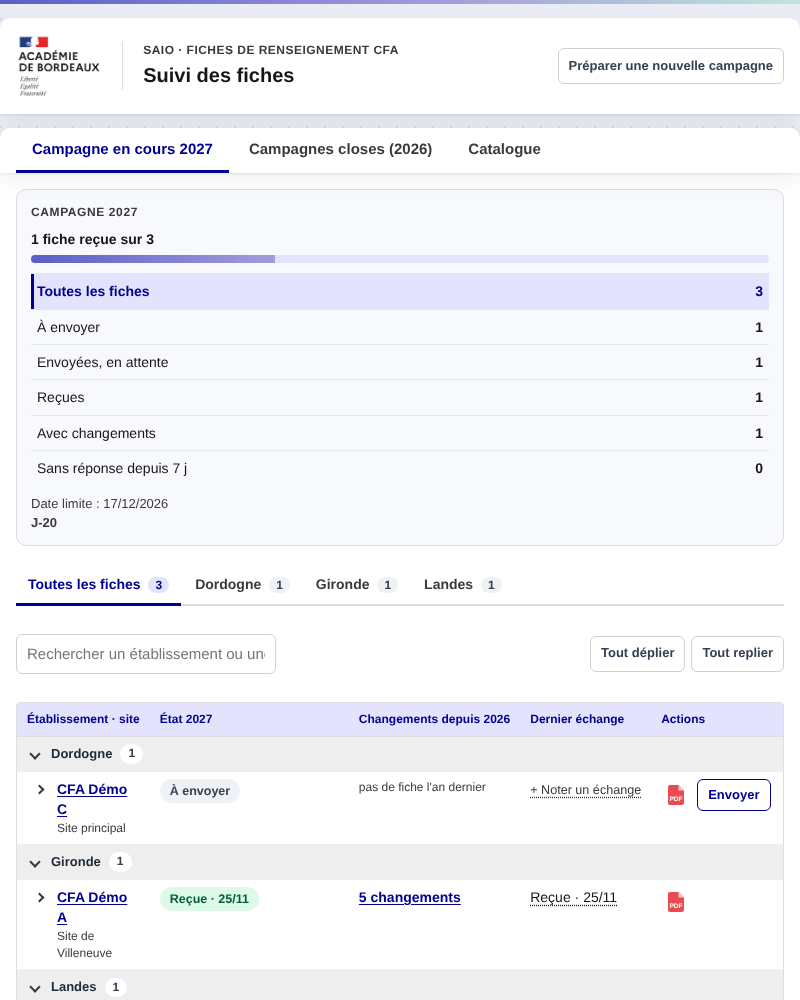 ACADÉMIE
DE BORDEAUX
Liberté
Égalité
Fraternité
SAIO · FICHES DE RENSEIGNEMENT CFA
Suivi des fiches
Préparer une nouvelle campagne
Campagne en cours 2027
Campagnes closes (2026)
Catalogue
CAMPAGNE 2027
1 fiche reçue sur 3
Toutes les fiches 3
À envoyer 1
Envoyées, en attente 1
Reçues 1
Avec changements 1
Sans réponse depuis 7 j 0
Date limite : 17/12/2026
J-20
Toutes les fiches 3
Dordogne 1
Gironde 1
Landes 1
Rechercher un établissement ou un
Tout déplier
Tout replier
Établissement · site État 2027 Changements depuis 2026 Dernier échange Actions
Dordogne 1
CFA Démo
C
Site principal
À envoyer
pas de fiche l'an dernier
+ Noter un échange
PDF
Envoyer
Gironde 1
CFA Démo
A
Site de
Villeneuve
Reçue · 25/11
5 changements
Reçue · 25/11
PDF
Landes 1